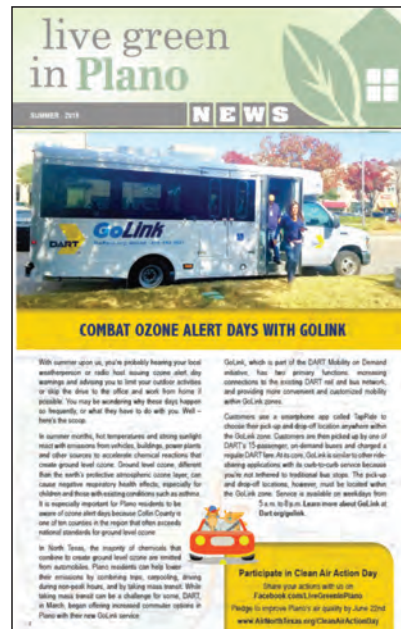 live green
in Plano
SUMMER 2019
NEWS
DART
GoLink
COMBAT OZONE ALERT DAYS WITH GOLINK
With summer upon us, you're probably hearing your local
weatherperson or radio host issuing ozone alert day
warnings and advising you to limit your outdoor activities
or skip the drive to the office and work from home if
possible. You may be wondering why these days happen
so frequently, or what they have to do with you. Well –
here's the scoop.
In summer months, hot temperatures and strong sunlight
react with emissions from vehicles, buildings, power plants
and other sources to accelerate chemical reactions that
create ground level ozone. Ground level ozone, different
than the earth's protective atmospheric ozone layer, can
cause negative respiratory health effects, especially for
children and those with existing conditions such as asthma.
It is especially important for Plano residents to be
aware of ozone alert days because Collin County is
one of ten counties in the region that often exceeds
national standards for ground level ozone.
In North Texas, the majority of chemicals that
combine to create ground level ozone are emitted
from automobiles. Plano residents can help lower
their emissions by combining trips, carpooling, driving
during non-peak hours, and by taking mass transit. While
taking mass transit can be a challenge for some, DART,
in March, began offering increased commuter options in
Plano with their new GoLink service.
GoLink, which is part of the DART Mobility on Demand
initiative, has two primary functions: increasing
connections to the existing DART rail and bus network,
and providing more convenient and customized mobility
within GoLink zones.
Customers use a smartphone app called TapRide to
choose their pick-up and drop-off location anywhere within
the GoLink zone. Customers are then picked up by one of
DART's 15-passenger, on-demand buses and charged a
regular DART fare. At its core, GoLink is similar to other ride-
sharing applications with its curb-to-curb service because
you're not tethered to traditional bus stops. The pick-up
and drop-off locations, however, must be located within
the GoLink zone. Service is available on weekdays from
5 a.m. to 8 p.m. Learn more about GoLink at
Dart.org/golink.
Participate in Clean Air Action Day
Share your actions with us on
Facebook.com/LiveGreeninPlano
Pledge to improve Plano's air quality by June 22nd
www.AirNorthTexas.org/CleanAirActionDay